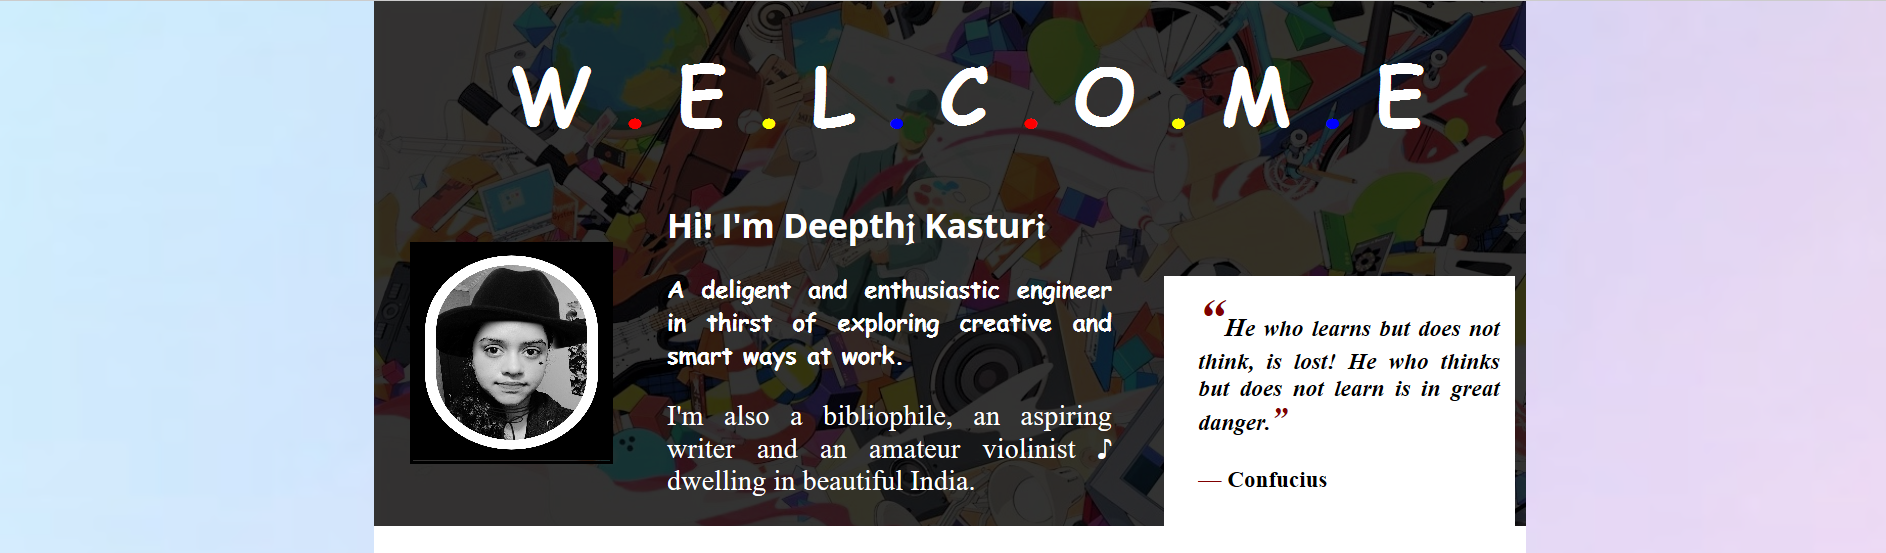 W.E.L.C.O.M.E
Hi! I'm Deepthi Kasturi
A deligent and enthusiastic engineer
in thirst of exploring creative and
smart ways at work.
I'm also a bibliophile, an aspiring
writer and an amateur violinist ♪
dwelling in beautiful India.
“He who learns but does not
think, is lost! He who thinks
but does not learn is in great
danger.”
— Confucius